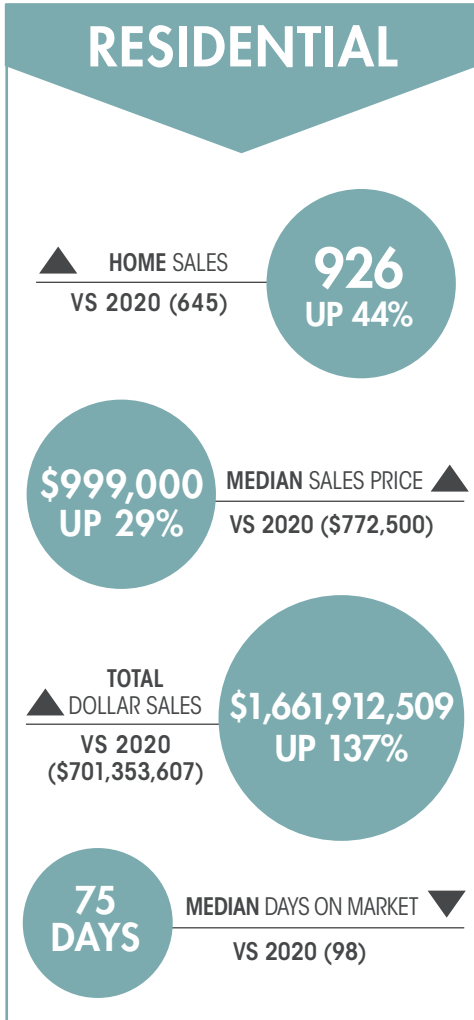 RESIDENTIAL
HOME SALES
VS 2020 (645)
926
UP 44%
$999,000
UP 29%
MEDIAN SALES PRICE
VS 2020 ($772,500)
TOTAL
DOLLAR SALES
VS 2020
($701,353,607)
$1,661,912,509
UP 137%
75
DAYS
MEDIAN DAYS ON MARKET
VS 2020 (98)